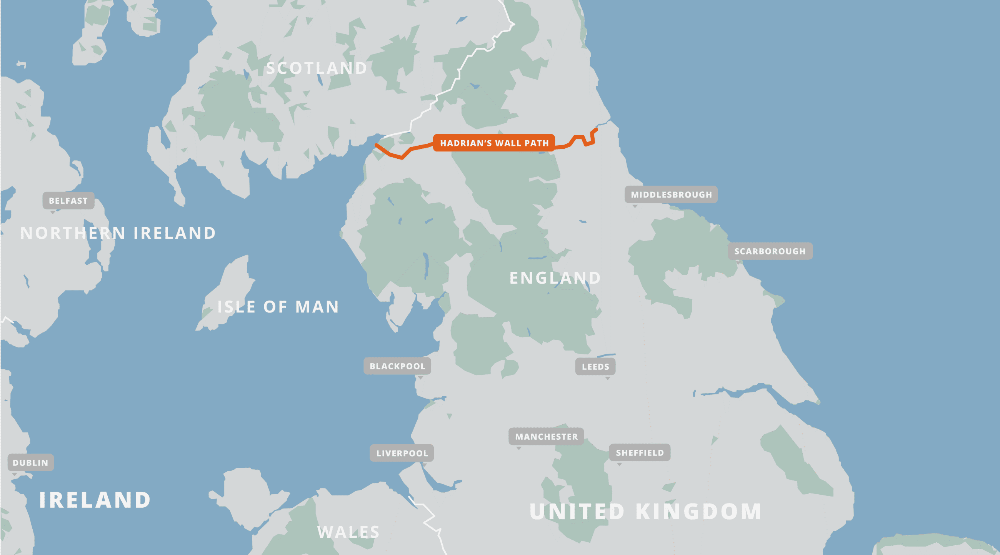 SCOTLAND
HADRIAN'S WALL PATH
MIDDLESBROUGH
BELFAST
NORTHERN IRELAND
SCARBOROUGH
ENGLAND
ISLE OF MAN
BLACKPOOL
LEEDS
MANCHESTER
LIVERPOOL
SHEFFIELD
DUBLIN
IRELAND
UNITED KINGDOM
WALES